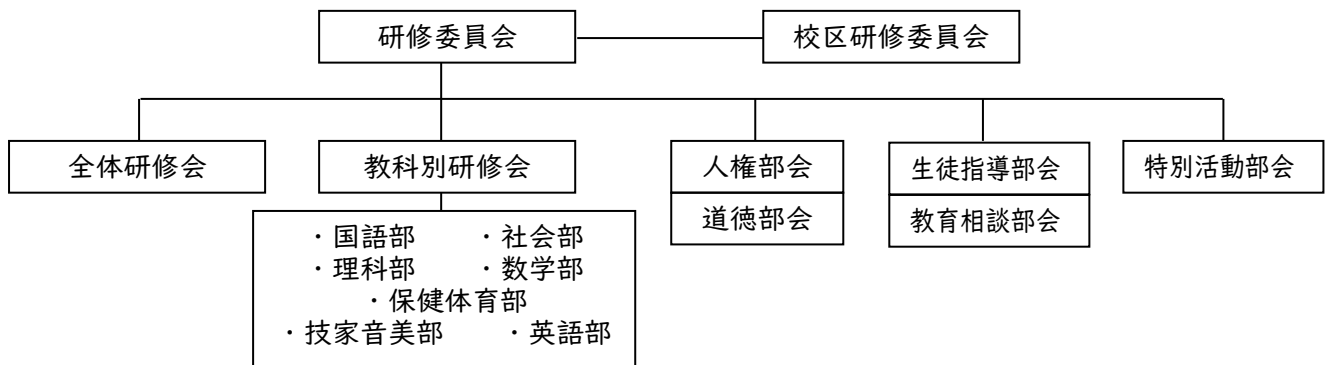 研修委員会
校区研修委員会
全体研修会
教科別研修会
人権部会
生徒指導部会
特別活動部会
道徳部会
教育相談部会
・国語部 ・社会部
・理科部 ・数学部
・保健体育部
・技家音美部 ・英語部